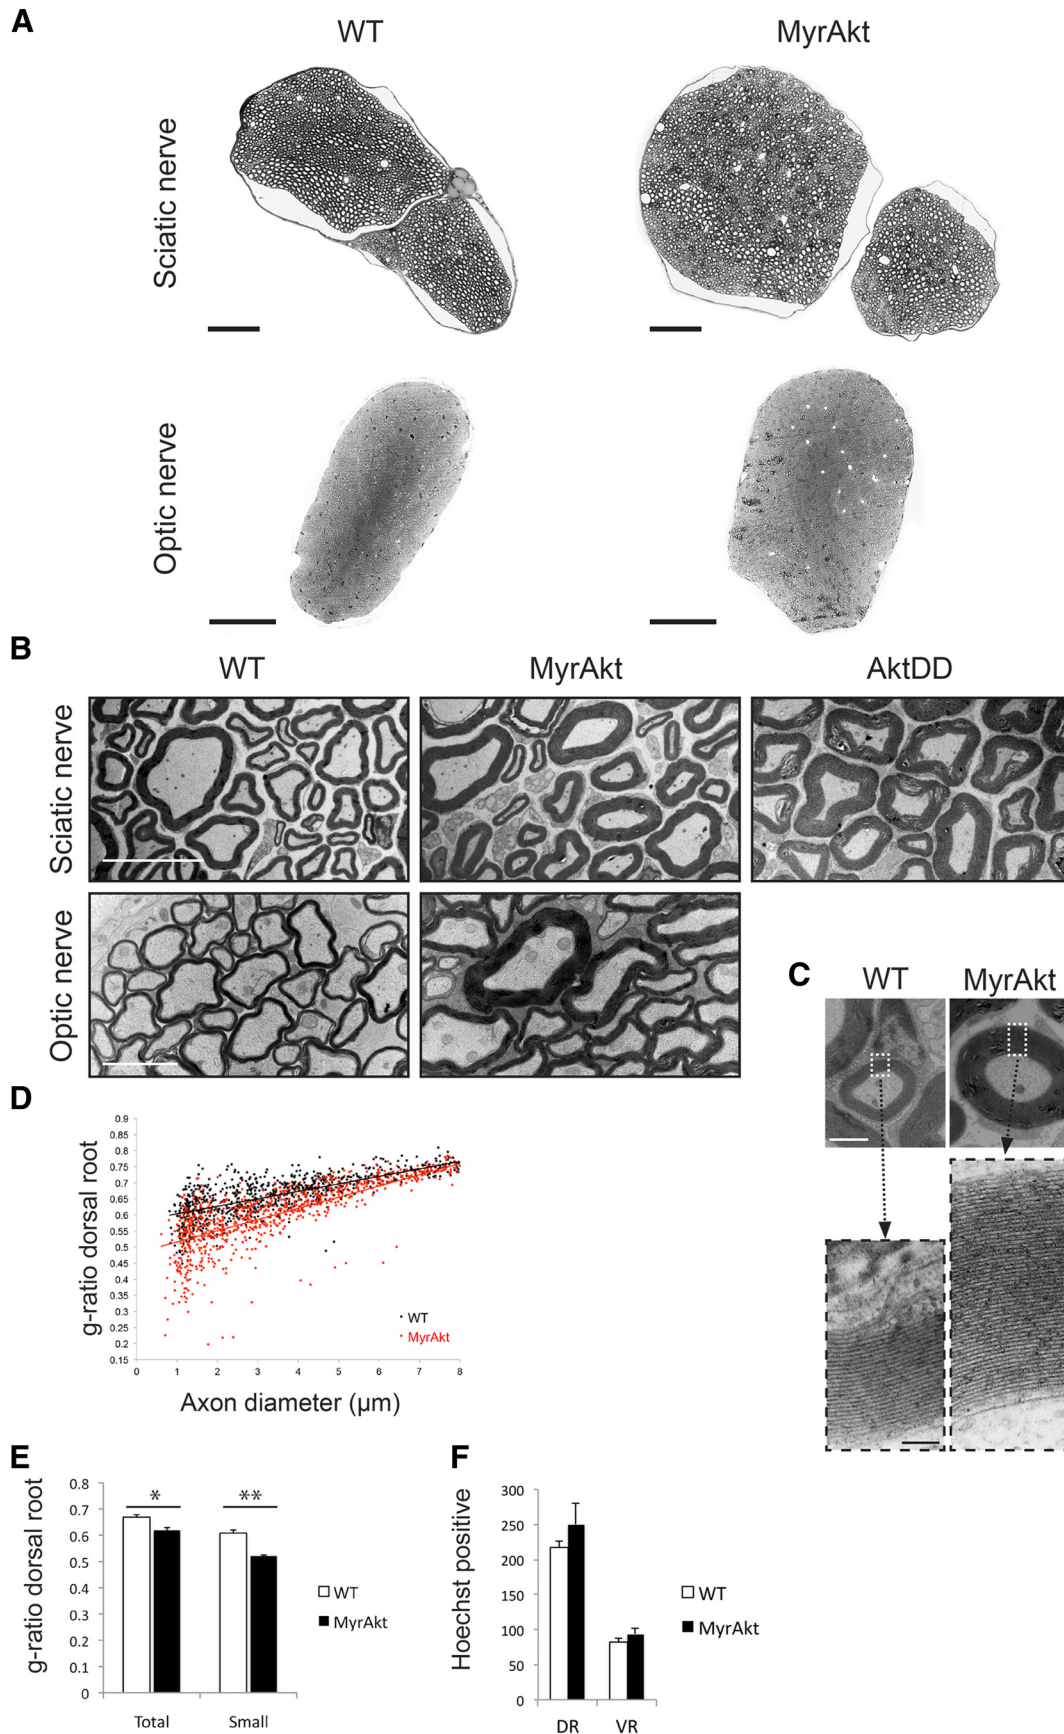 A
WT
MyrAkt
Sciatic nerve
Optic nerve
B
WT
MyrAkt
AktDD
Sciatic nerve
Optic nerve
C
WT
MyrAkt
D
g-ratio dorsal root
0.9
0.85
0.8
0.75
0.7
0.65
0.6
0.55
0.5
0.45
0.4
0.35
0.3
0.25
0.2
0.15
0 1 2 3 4 5 6 7 8
WT
MyrAkt
Axon diameter (µm)
E
g-ratio dorsal root
0.8
0.7
0.6
0.5
0.4
0.3
0.2
0.1
0
*
**
Total Small
WT
MyrAkt
F
Hoechst positive
300
250
200
150
100
50
0
DR VR
WT
MyrAkt